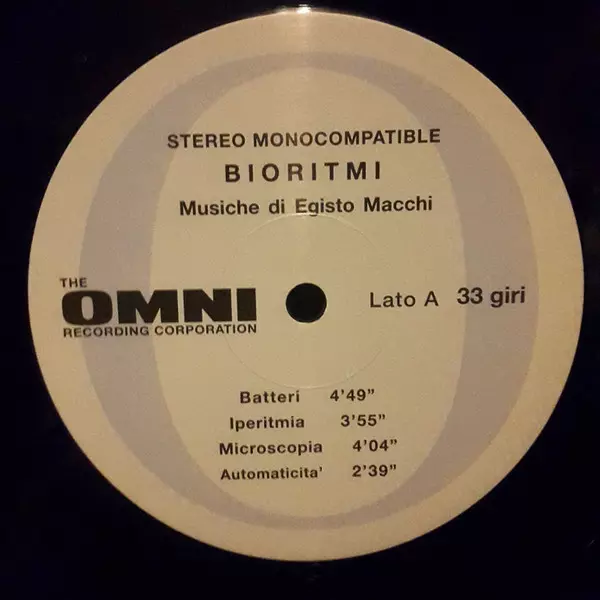 STEREO MONOCOMPATIBLE
BIORITMI
Musiche di Egisto Macchi
THE
OMNI
RECORDING CORPORATION
Lato A 33 giri
Batteri 4'49"
Iperitmia 3'55"
Microscopia 4'04"
Automaticita' 2'39"